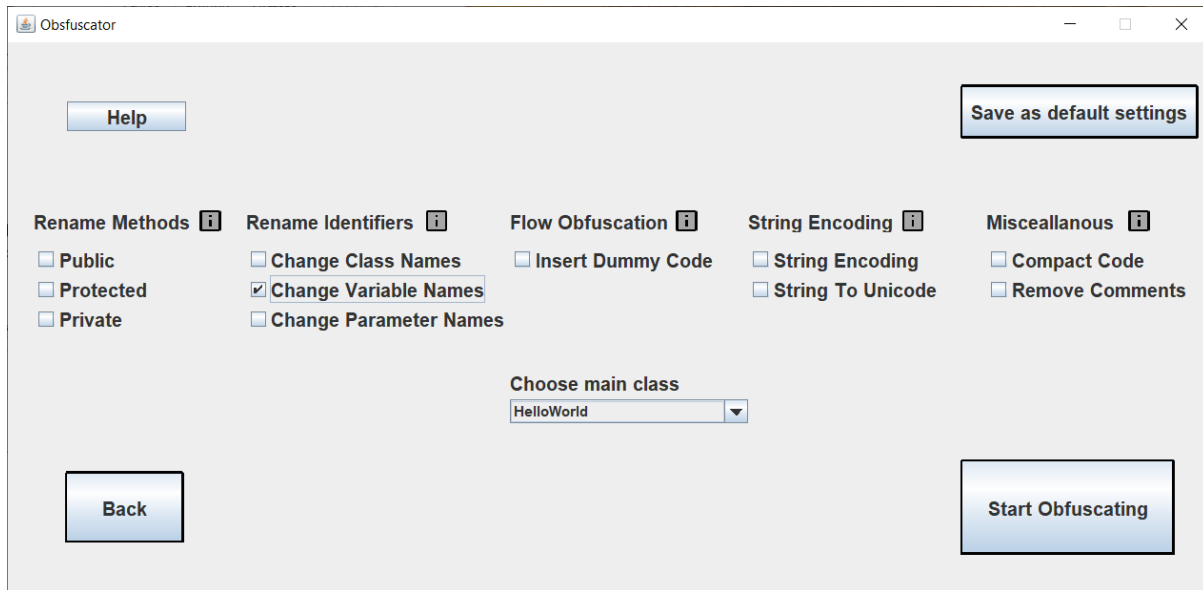 Obsfuscator
Help
Save as default settings
Rename Methods i Rename Identifiers i Flow Obfuscation i String Encoding i Misceallanous i
Public Change Class Names Insert Dummy Code String Encoding Compact Code
Protected Change Variable Names String To Unicode Remove Comments
Private Change Parameter Names
Choose main class
HelloWorld
Back
Start Obfuscating